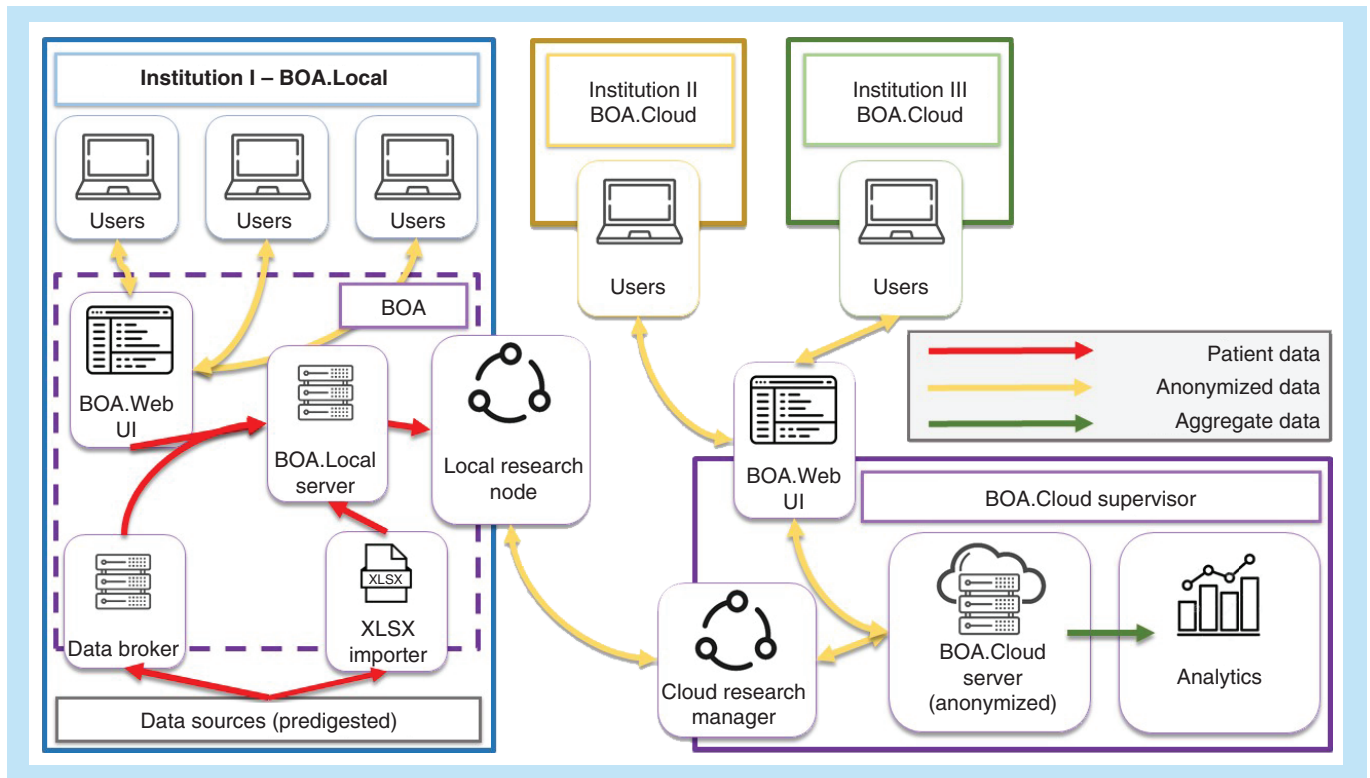 Institution I – BOA.Local
Users
Users
Users
BOA
BOA.Web
UI
BOA.Local
server
Local research
node
Data broker
XLSX
XLSX
importer
Data sources (predigested)
Institution II
BOA.Cloud
Users
Institution III
BOA.Cloud
Users
Patient data
Anonymized data
Aggregate data
BOA.Web
UI
BOA.Cloud supervisor
Cloud research
manager
BOA.Cloud
server
(anonymized)
Analytics